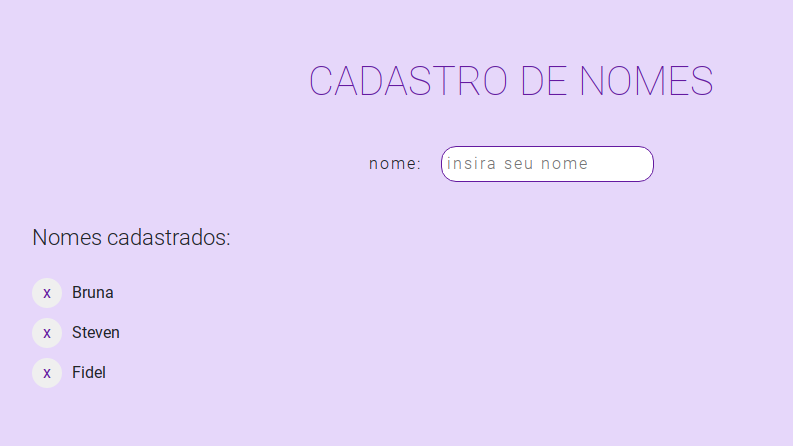 CADASTRO DE NOMES
nome: insira seu nome
Nomes cadastrados:
x Bruna
x Steven
x Fidel